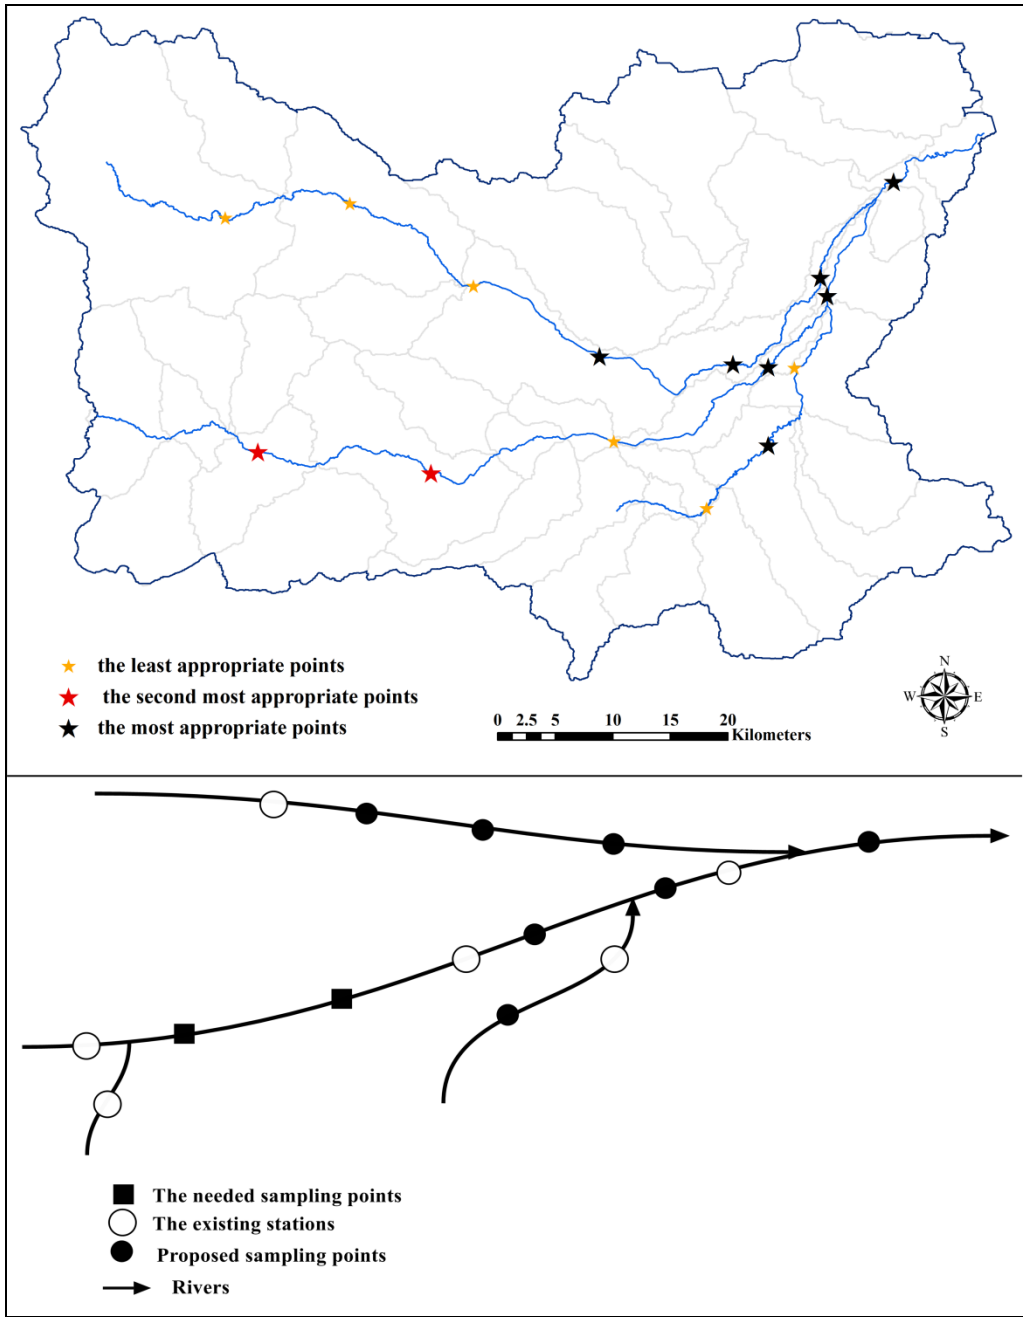 the least appropriate points
the second most appropriate points
the most appropriate points
0 2.5 5 10 15 20
Kilometers
N
W E
S
The needed sampling points
The existing stations
Proposed sampling points
Rivers